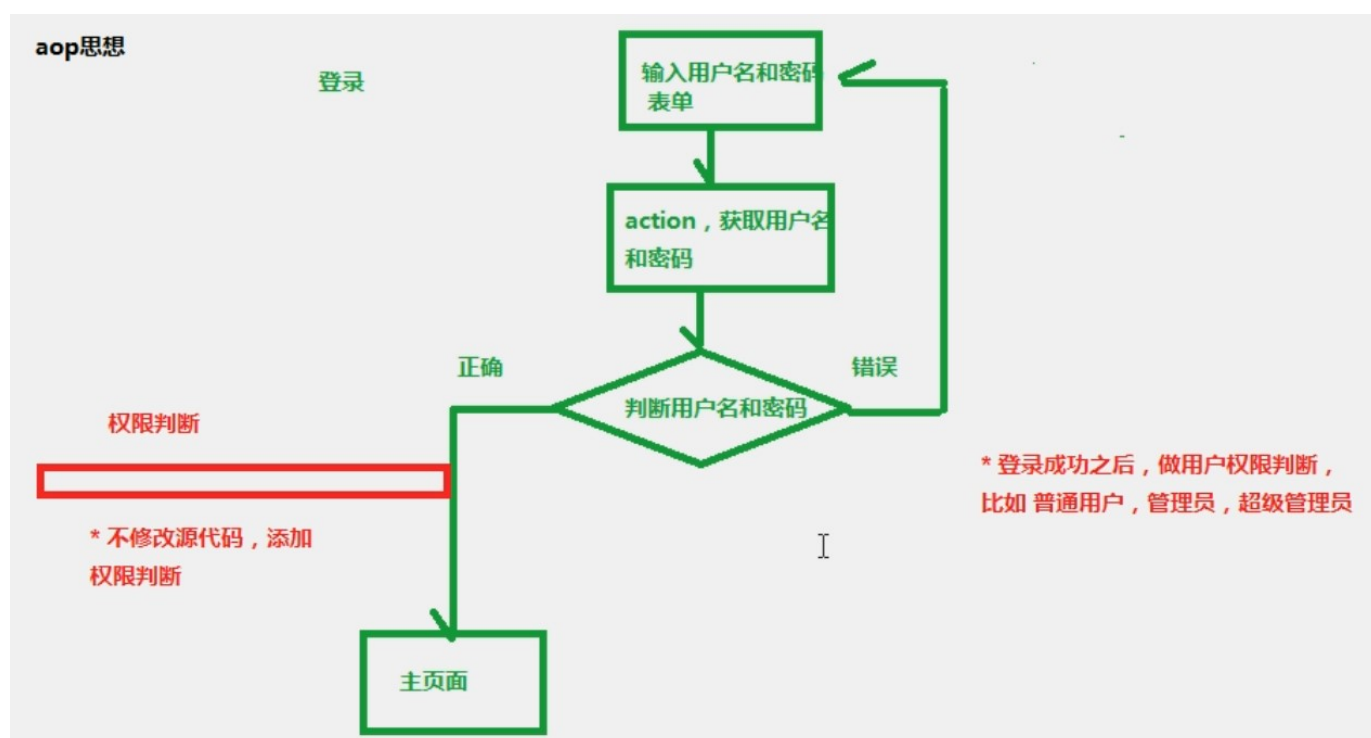 aop思想
登录
输入用户名和密码
表单
action，获取用户名
和密码
正确
错误
判断用户名和密码
权限判断
* 登录成功之后，做用户权限判断，
比如 普通用户，管理员，超级管理员
* 不修改源代码，添加
权限判断
主页面